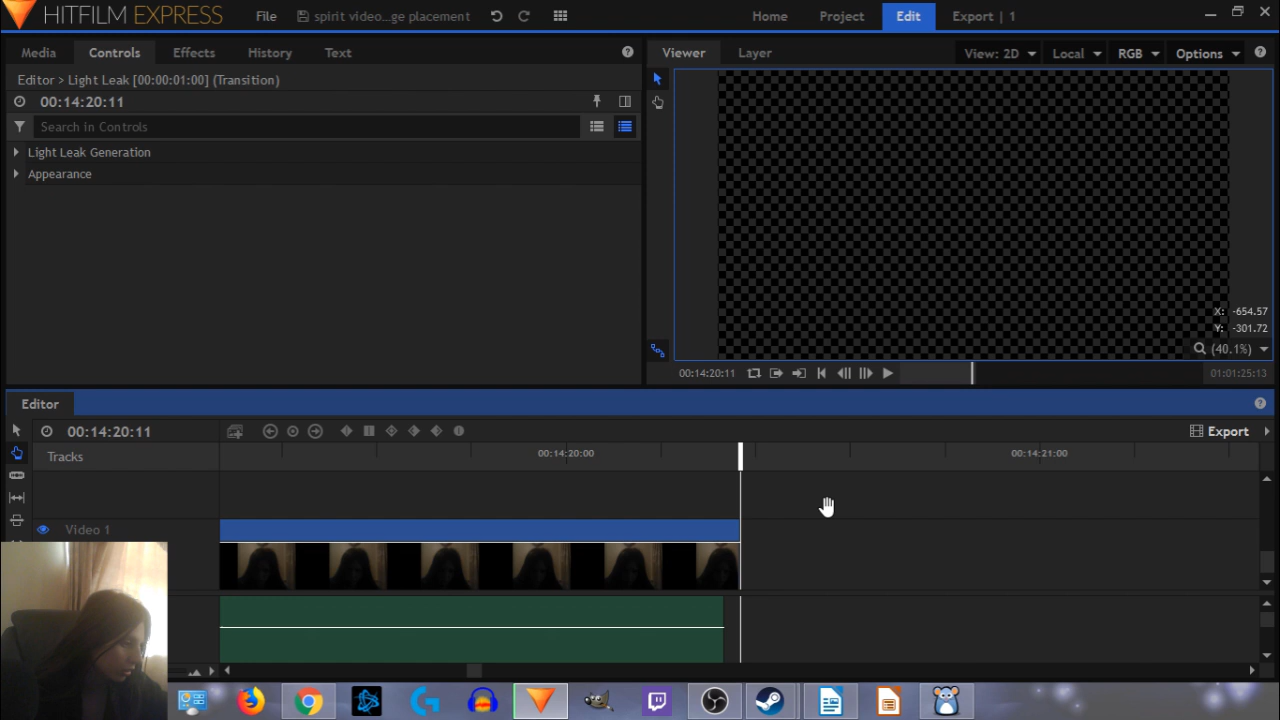 HITFILM EXPRESS
File
spirit video...ge placement
Home
Project
Edit
Export | 1
Media
Controls
Effects
History
Text
Viewer
Layer
View: 2D
Local
RGB
Options
Editor > Light Leak [00:00:01:00] (Transition)
00:14:20:11
Search in Controls
Light Leak Generation
Appearance
X: -654.57
Y: -301.72
(40.1%)
00:14:20:11
01:01:25:13
Editor
00:14:20:11
Export
Tracks
00:14:20:00
00:14:21:00
Video 1